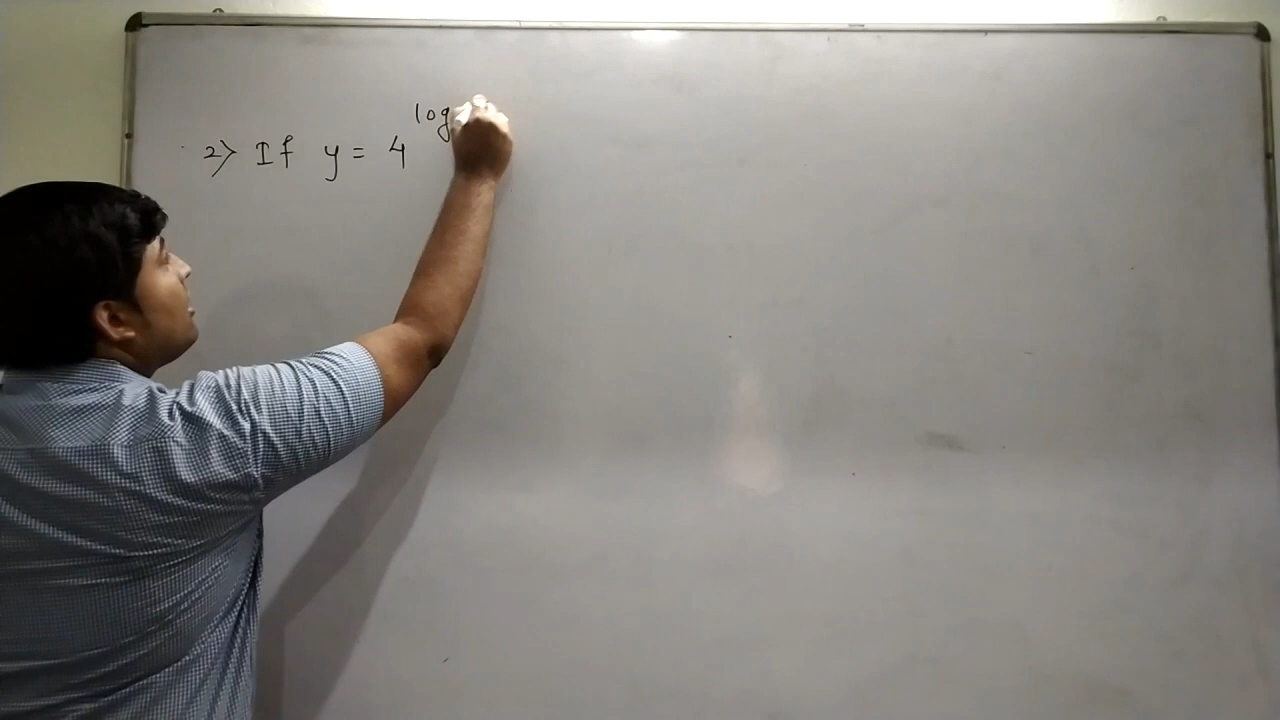 2> If y = 4^log